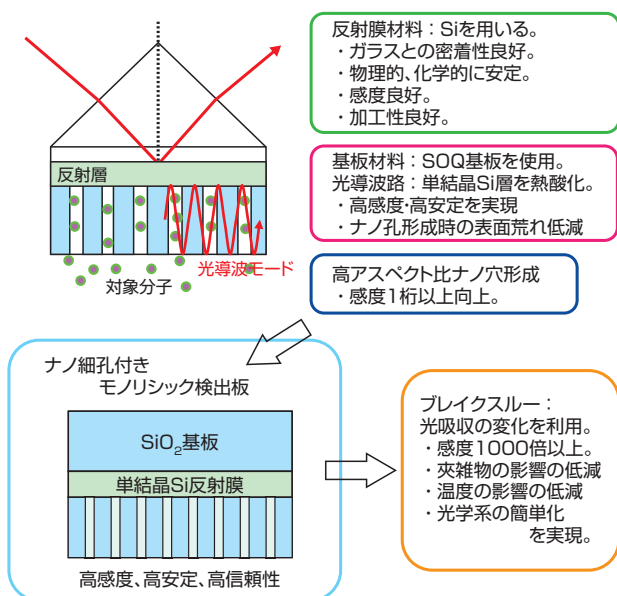 反射膜材料：Siを用いる。
・ガラスとの密着性良好。
・物理的、化学的に安定。
・感度良好。
・加工性良好。
反射層
光導波モード
対象分子
基板材料：SOQ基板を使用。
光導波路：単結晶Si層を熱酸化。
・高感度・高安定を実現
・ナノ孔形成時の表面荒れ低減
高アスペクト比ナノ穴形成
・感度1桁以上向上。
ナノ細孔付き
モノリシック検出板
SiO₂基板
単結晶Si反射膜
高感度、高安定、高信頼性
ブレイクスルー：
光吸収の変化を利用。
・感度1000倍以上。
・夾雑物の影響の低減
・温度の影響の低減
・光学系の簡単化
を実現。